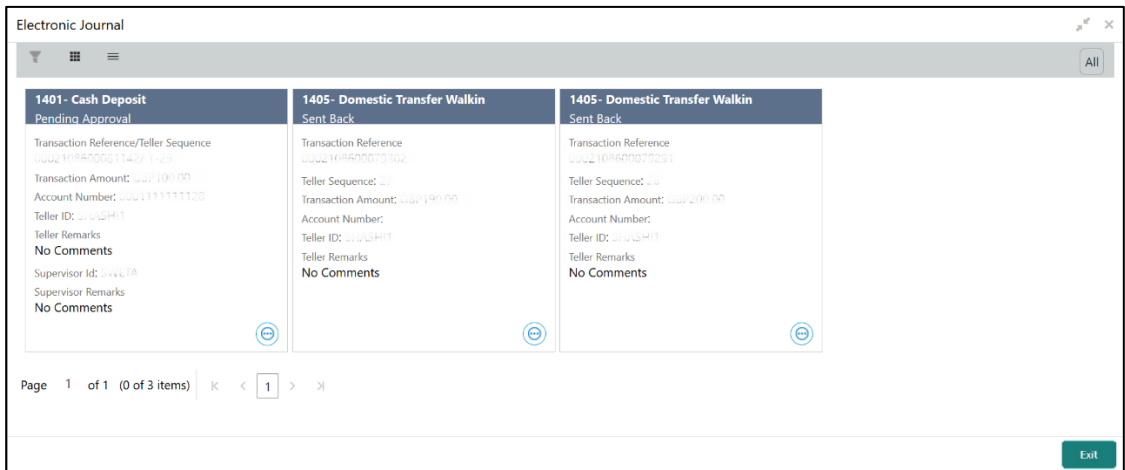 Electronic Journal
All
1401- Cash Deposit
Pending Approval
Transaction Reference/Teller Sequence
Transaction Amount:
Account Number:
Teller ID:
Teller Remarks
No Comments
Supervisor Id:
Supervisor Remarks
No Comments
1405- Domestic Transfer Walkin
Sent Back
Transaction Reference
Teller Sequence:
Transaction Amount:
Account Number:
Teller ID:
Teller Remarks
No Comments
1405- Domestic Transfer Walkin
Sent Back
Transaction Reference
Teller Sequence:
Transaction Amount:
Account Number:
Teller ID:
Teller Remarks
No Comments
Page 1 of 1 (0 of 3 items) 1
Exit